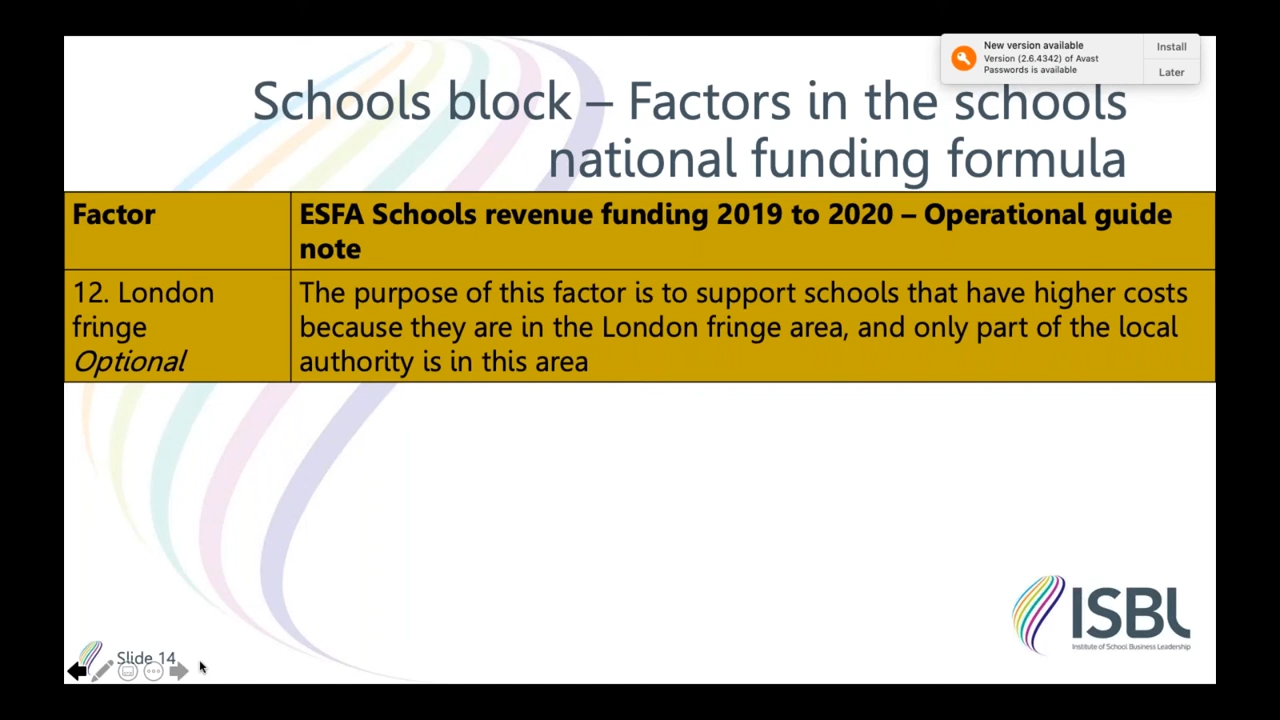 New version available
Version (2.6.4342) of Avast
Passwords is available
Install
Later
Schools block – Factors in the schools
national funding formula
Factor
ESFA Schools revenue funding 2019 to 2020 – Operational guide
note
12. London
fringe
Optional
The purpose of this factor is to support schools that have higher costs
because they are in the London fringe area, and only part of the local
authority is in this area
ISBL
Institute of School Business Leadership
Slide 14